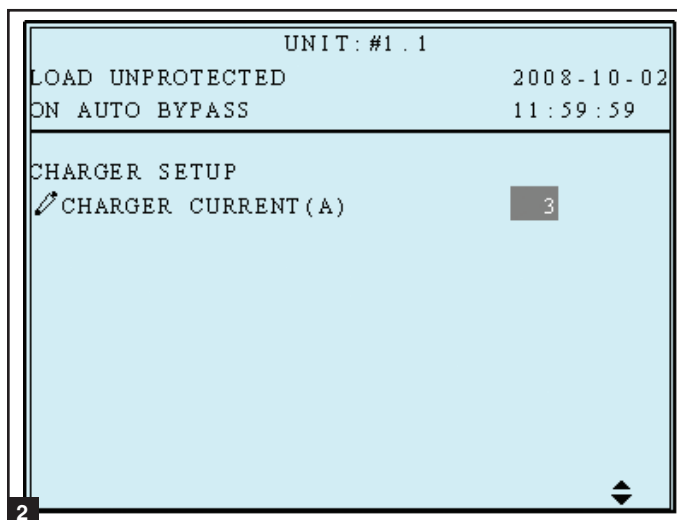 UNIT:#1.1
LOAD UNPROTECTED 2008-10-02
ON AUTO BYPASS 11:59:59
CHARGER SETUP
CHARGER CURRENT(A) 3
2